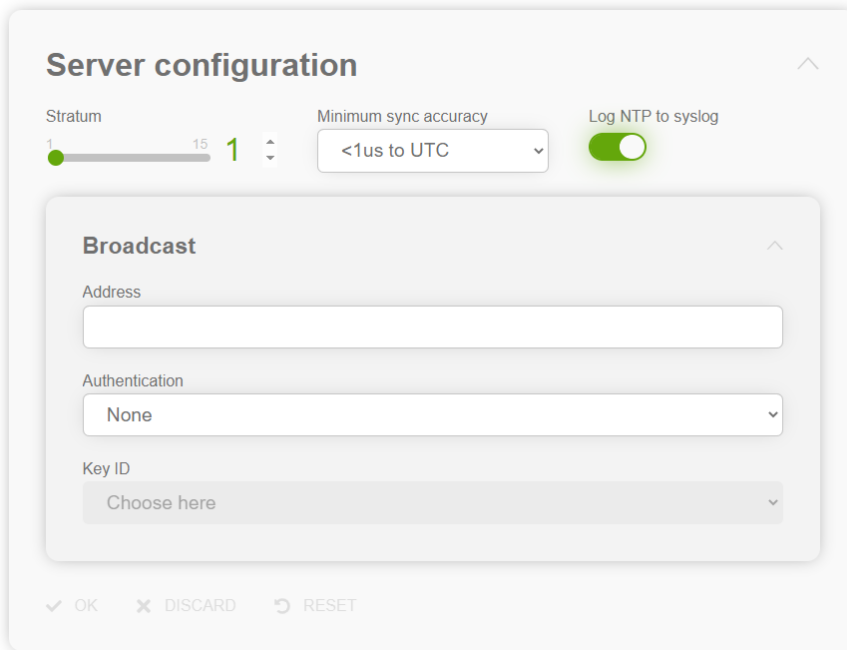 Server configuration
Stratum
Minimum sync accuracy
Log NTP to syslog
1
15
1
<1us to UTC
Broadcast
Address
Authentication
None
Key ID
Choose here
OK
DISCARD
RESET